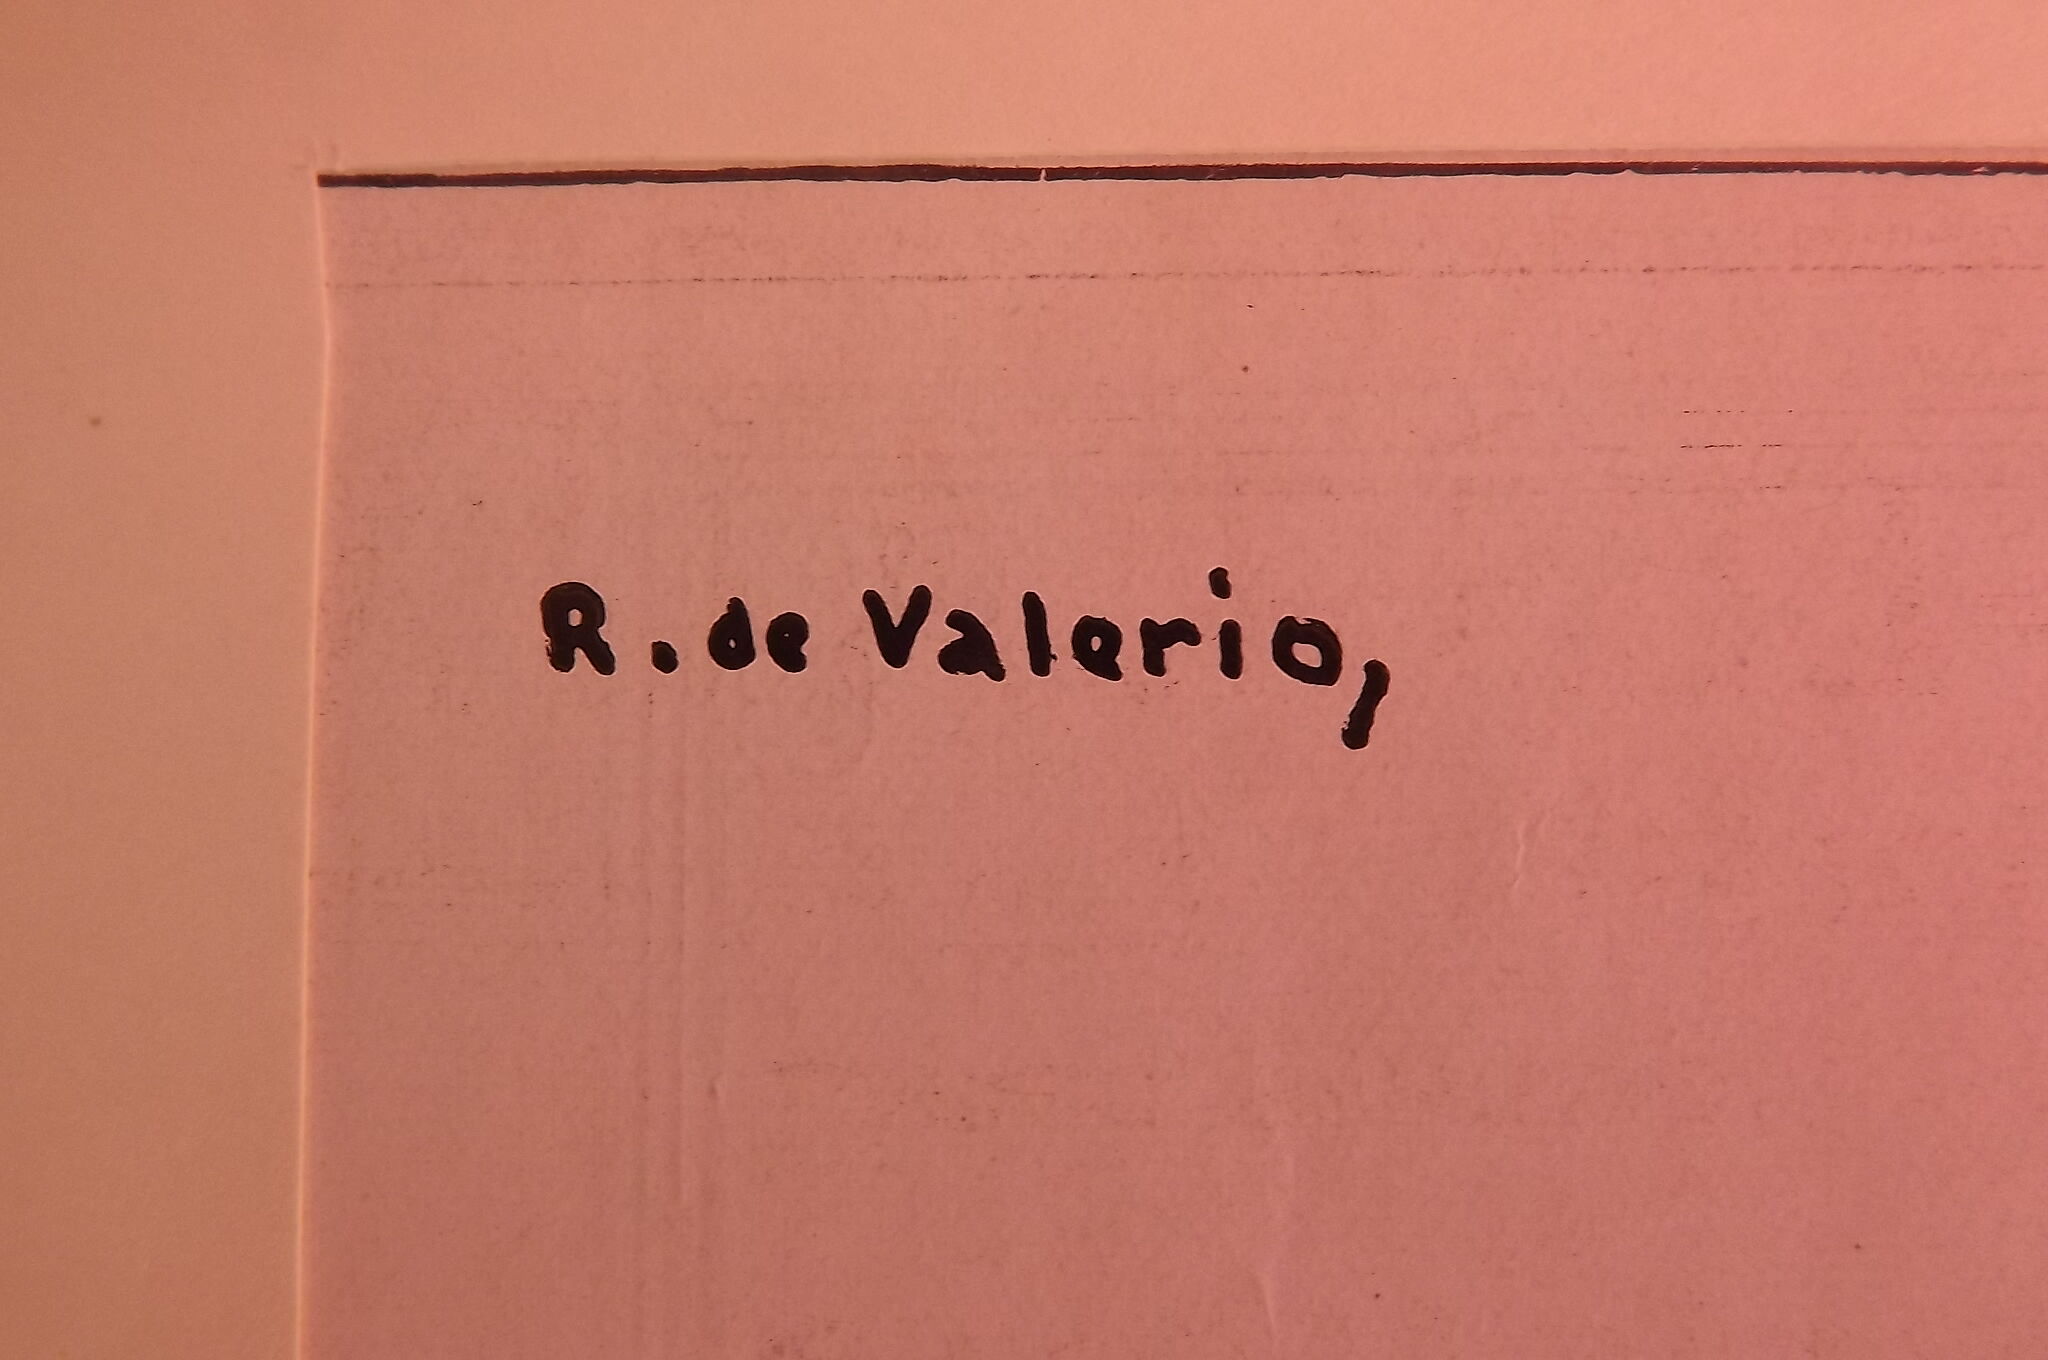 R. de Valerio,